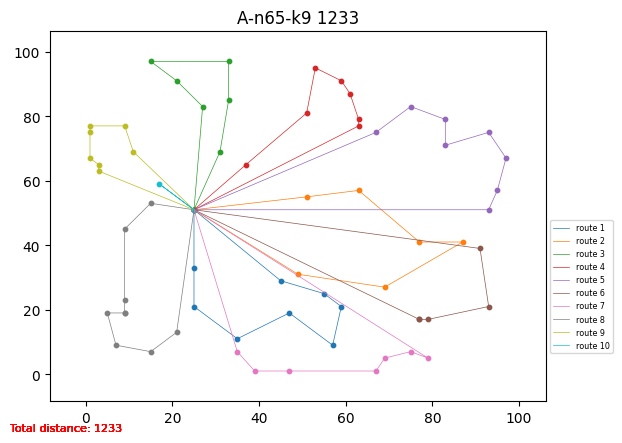 A-n65-k9 1233
100
80
60
40
20
0
0 20 40 60 80 100
route 1
route 2
route 3
route 4
route 5
route 6
route 7
route 8
route 9
route 10
Total distance: 1233